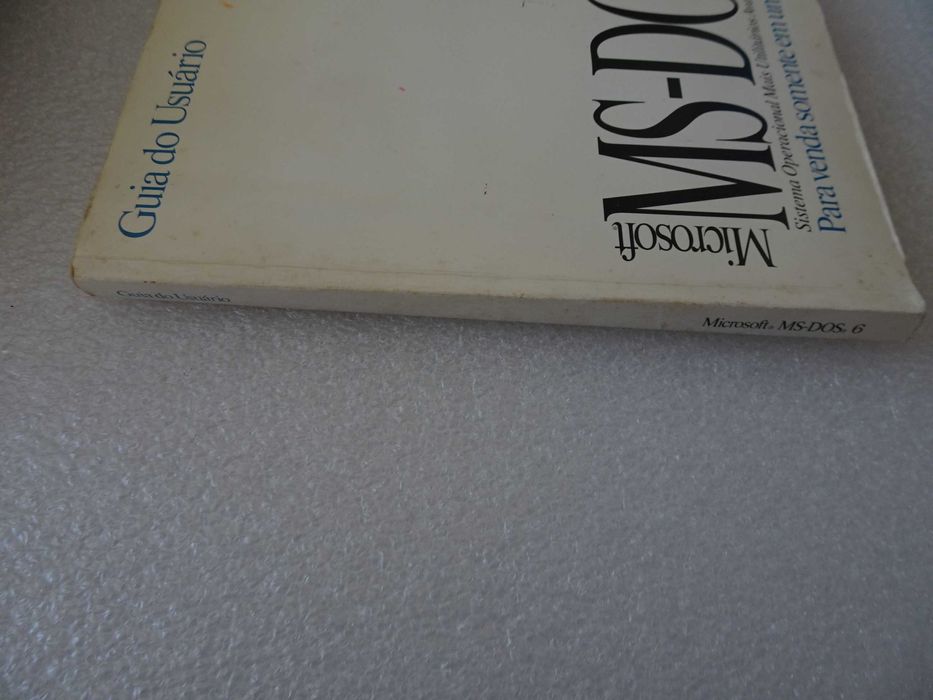 Microsoft
MS-DO
Sistema Operacional Mais Utilitários
Para venda somente em um
Guia do Usuário
Guia do Usuário
Microsoft® MS-DOS® 6